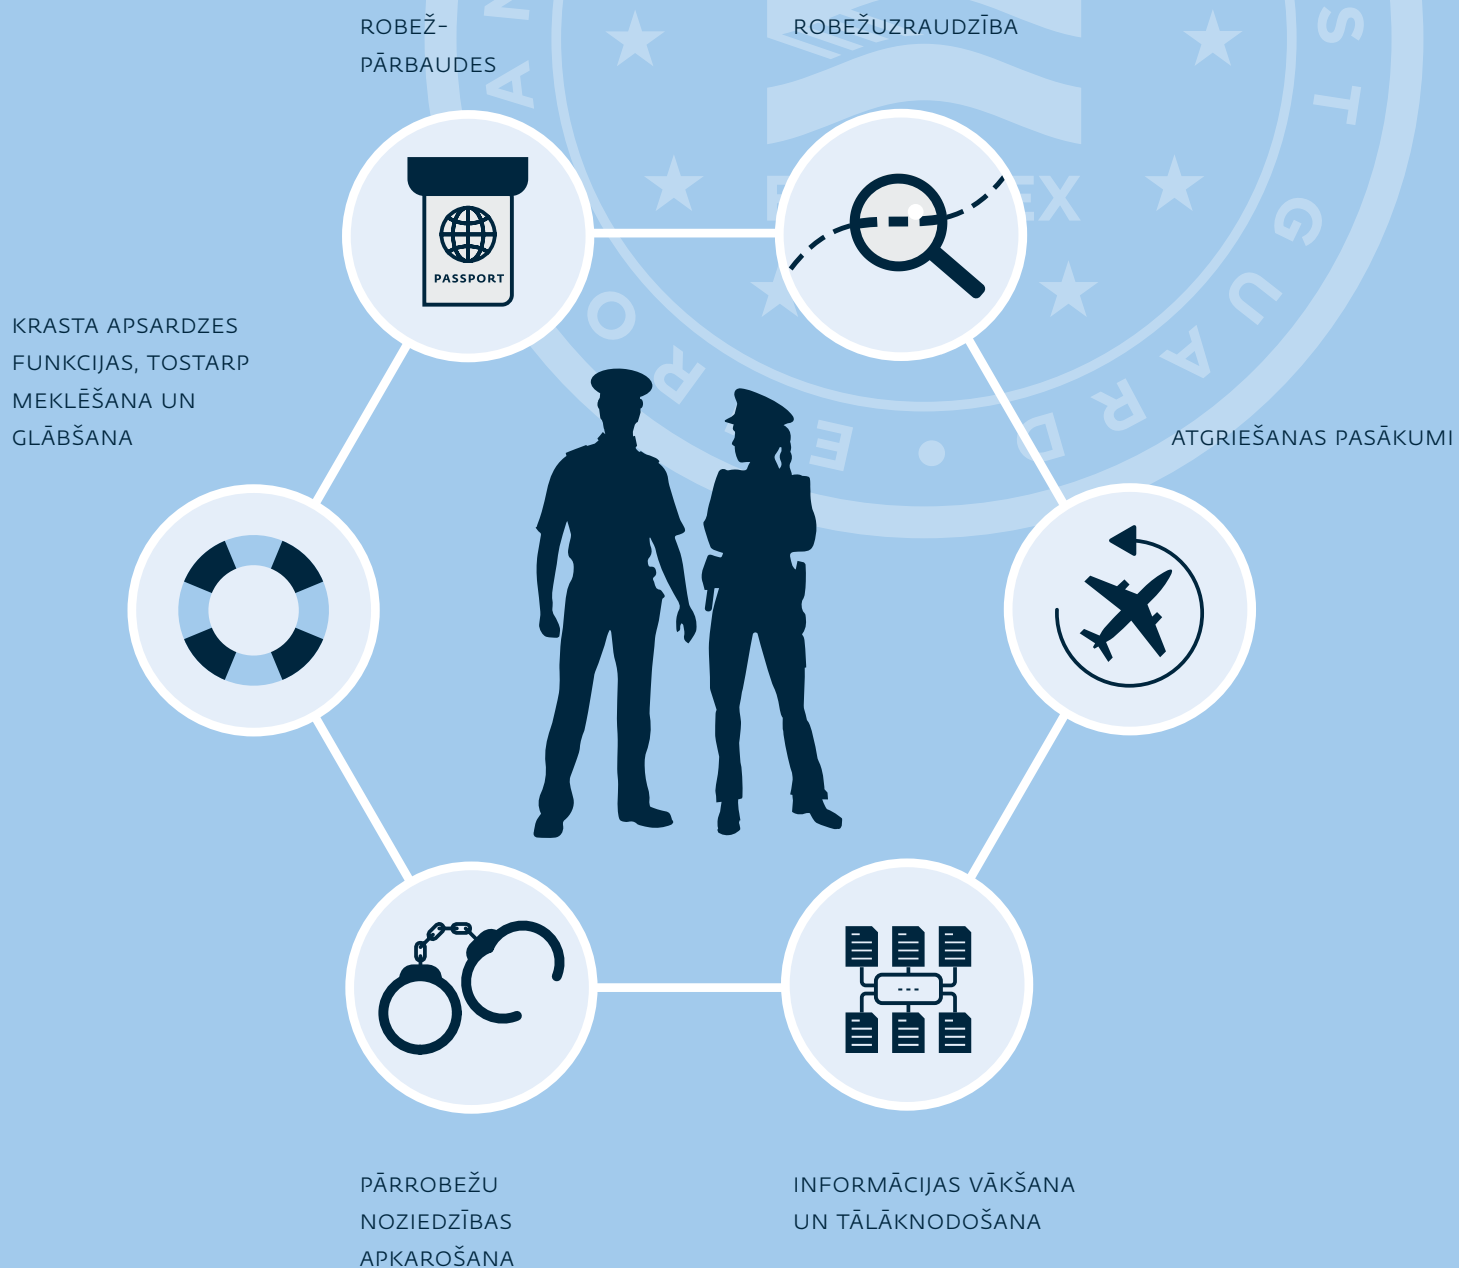 ROBEŽ-
PĀRBAUDES
ROBEŽUZRAUDZĪBA
PASSPORT
KRASTA APSARDZES
FUNKCIJAS, TOSTARP
MEKLĒŠANA UN
GLĀBŠANA
ATGRIEŠANAS PASĀKUMI
PĀRROBEŽU
NOZIEDZĪBAS
APKAROŠANA
INFORMĀCIJAS VĀKŠANA
UN TĀLĀKNODOŠANA